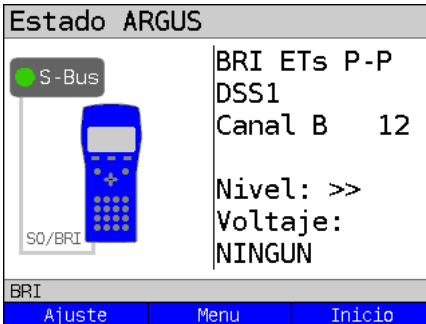 Estado ARGUS
S-Bus
S0/BRI
BRI ETs P-P
DSS1
Canal B 12
Nivel: >>
Voltaje:
NINGUN
BRI
Ajuste Menu Inicio